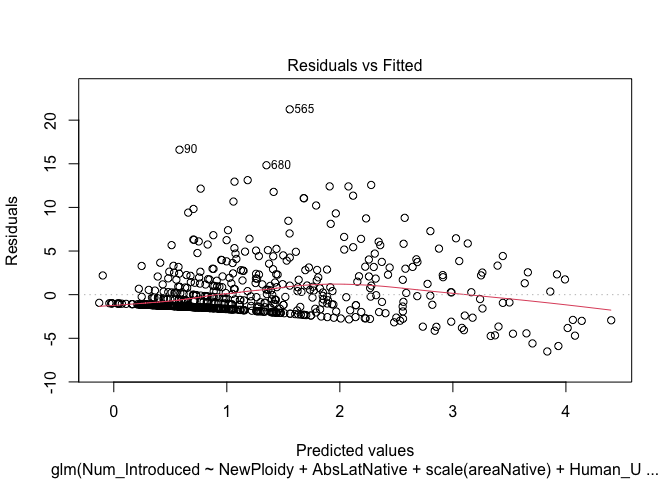 Residuals vs Fitted
Residuals
20
15
10
5
0
-5
-10
565
90
680
0 1 2 3 4
Predicted values
glm(Num_Introduced ~ NewPloidy + AbsLatNative + scale(areaNative) + Human_U ...